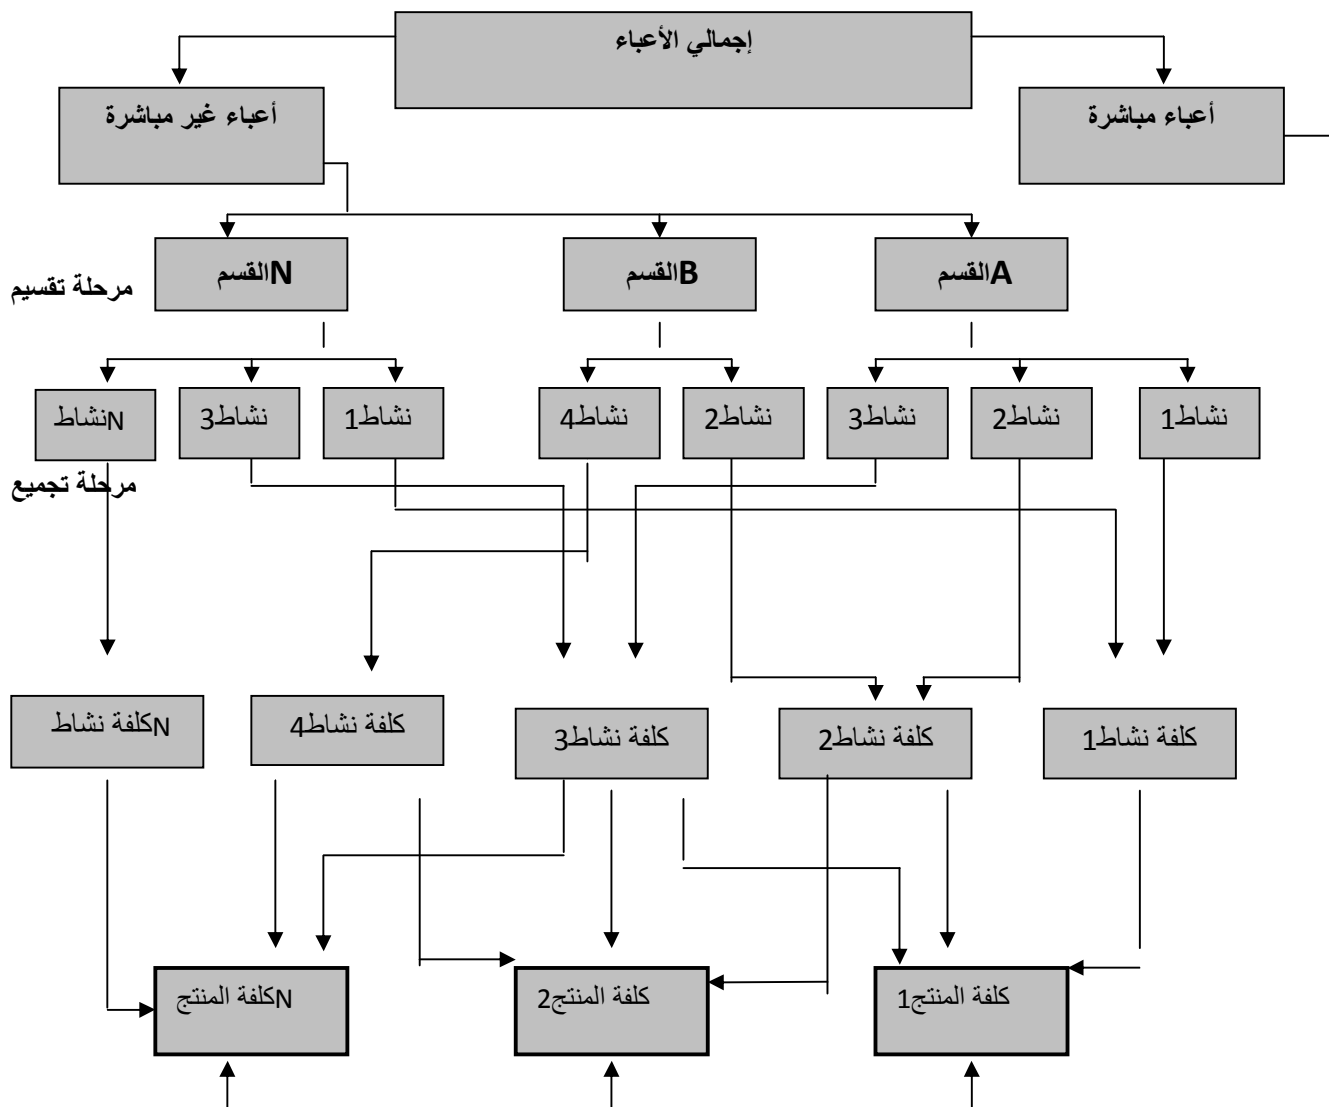 إجمالي الأعباء
أعباء مباشرة
أعباء غير مباشرة
القسمA
القسمB
القسمN
مرحلة تقسيم
نشاط1
نشاط2
نشاط3
نشاط2
نشاط4
نشاط1
نشاط3
نشاطN
مرحلة تجميع
كلفة نشاط1
كلفة نشاط2
كلفة نشاط3
كلفة نشاط4
كلفة نشاطN
كلفة المنتج1
كلفة المنتج2
كلفة المنتجN